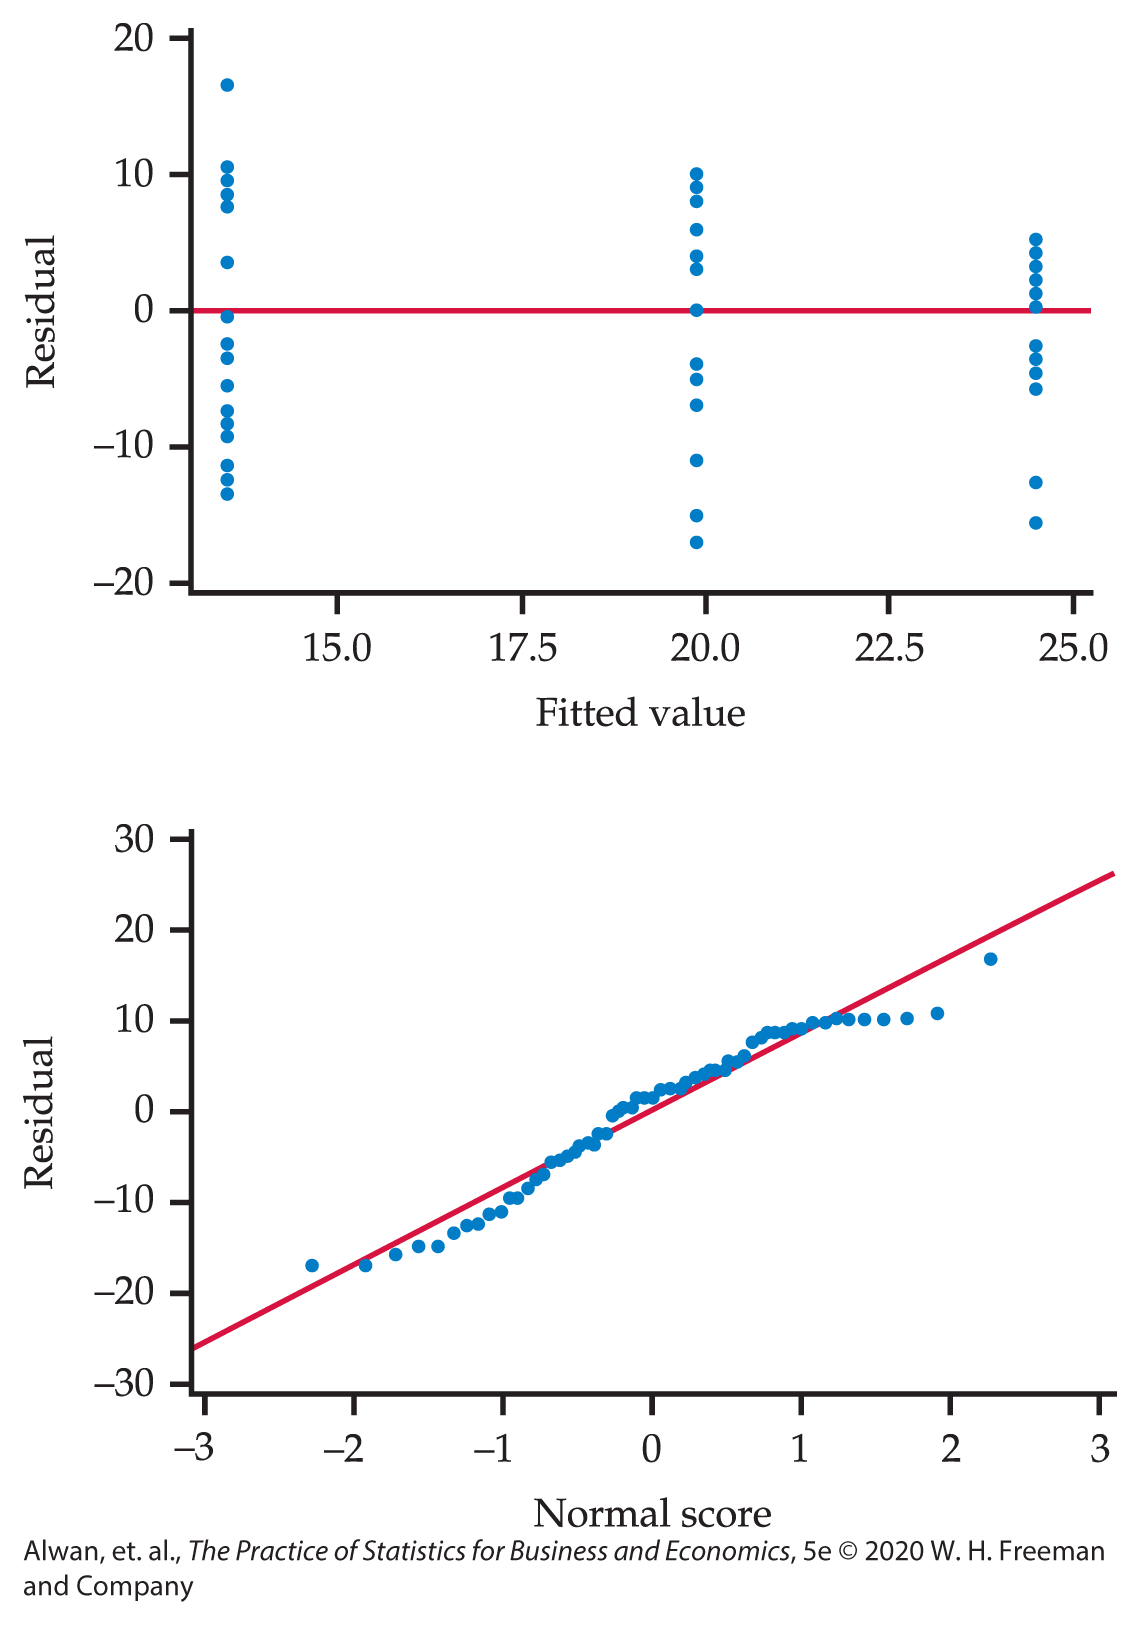 20
10
0
–10
–20
Residual
15.0 17.5 20.0 22.5 25.0
Fitted value
30
20
10
0
–10
–20
–30
Residual
–3 –2 –1 0 1 2 3
Normal score
Alwan, et. al., The Practice of Statistics for Business and Economics, 5e © 2020 W. H. Freeman
and Company